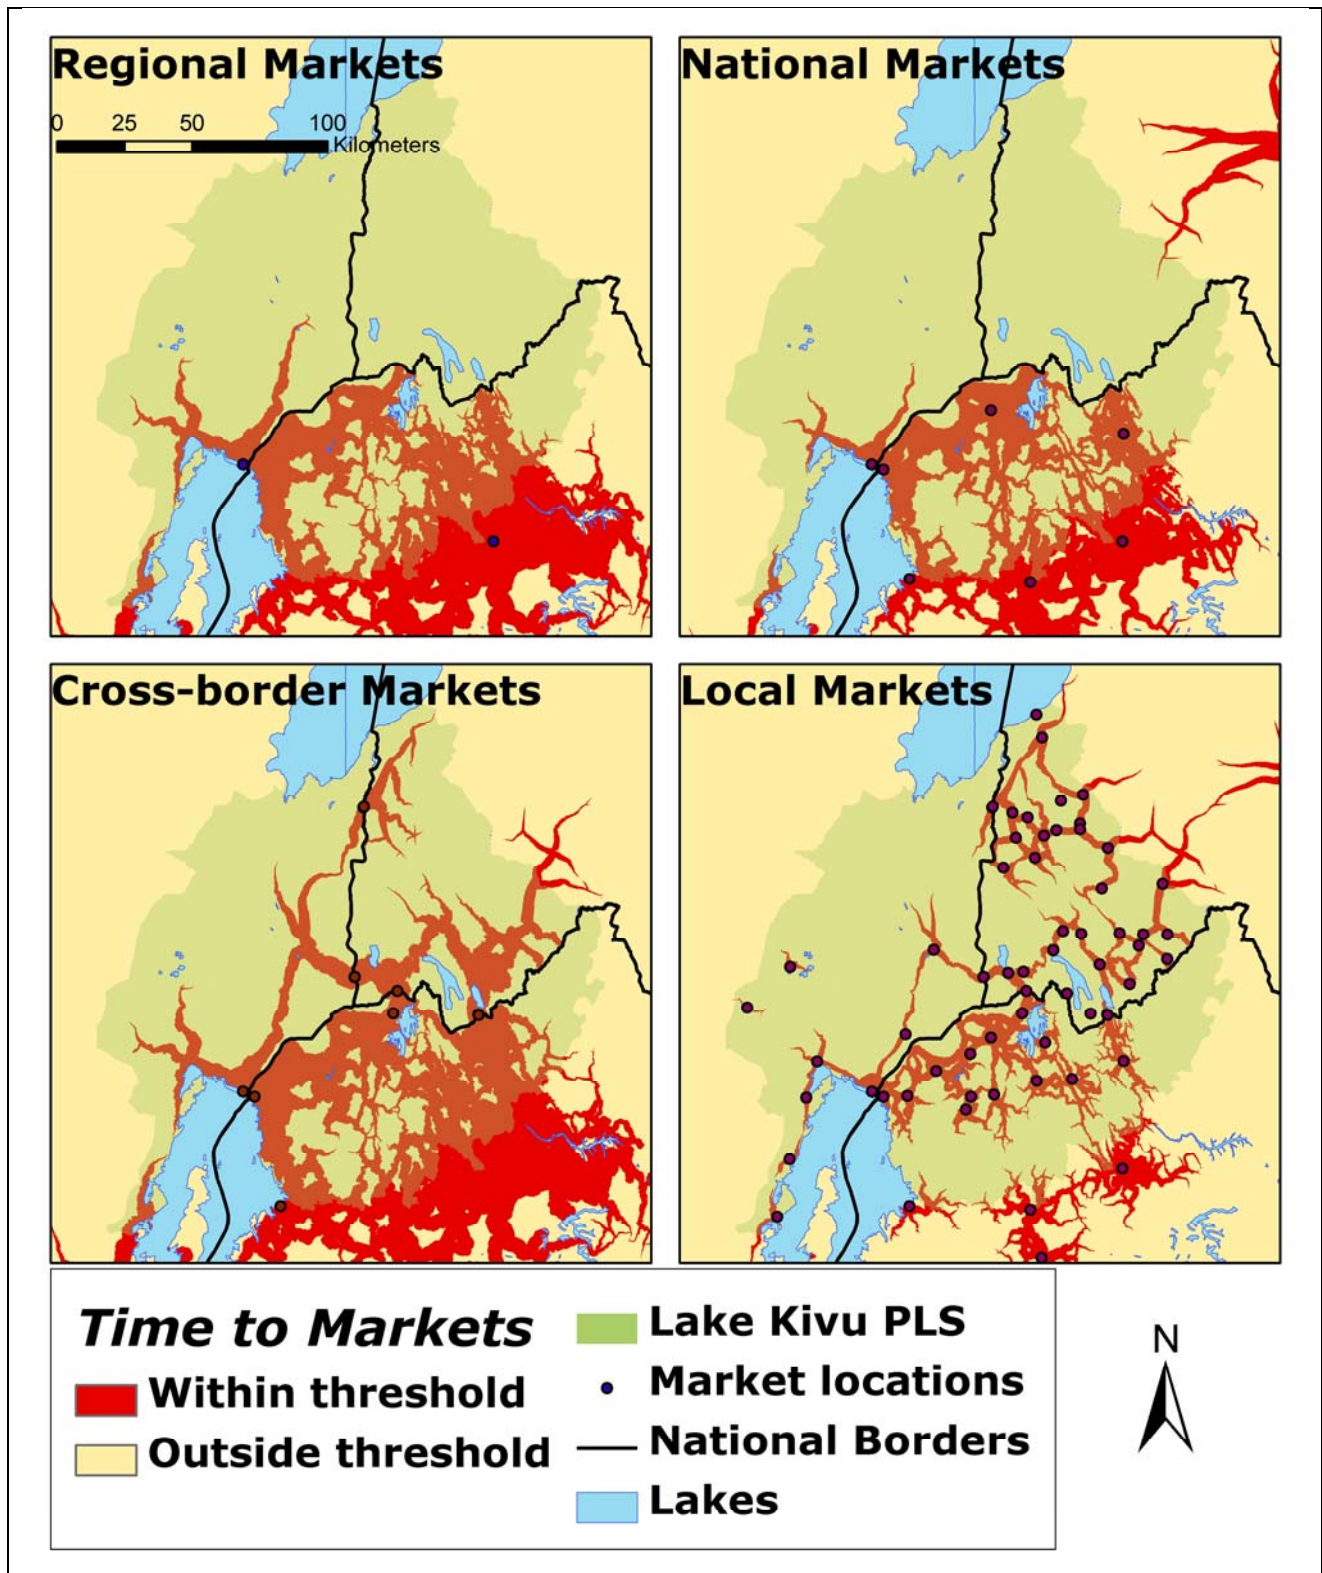 Regional Markets
0 25 50 100
Kilometers
National Markets
Cross-border Markets
Local Markets
Time to Markets
Within threshold
Outside threshold
Lake Kivu PLS
Market locations
National Borders
Lakes
N